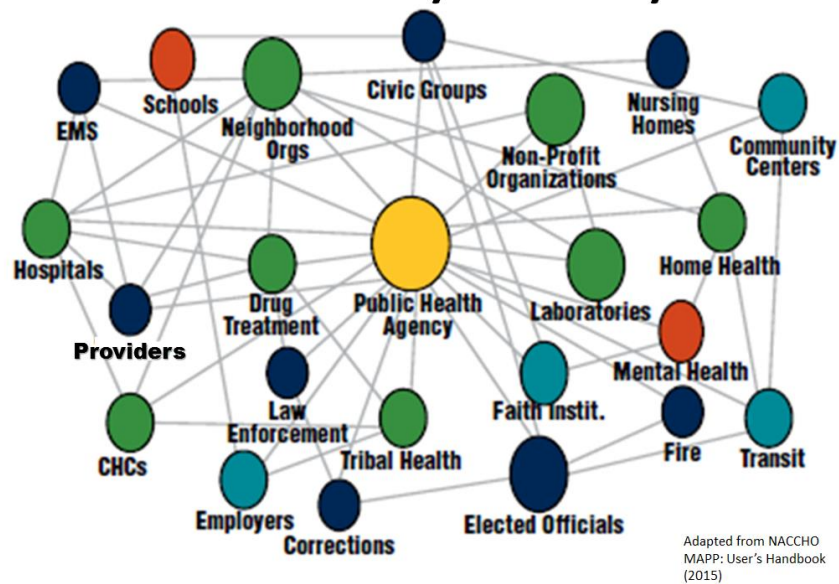 Schools
EMS
Neighborhood
Orgs
Civic Groups
Nursing
Homes
Community
Centers
Non-Profit
Organizations
Hospitals
Providers
Drug
Treatment
Public Health
Agency
Laboratories
Home Health
Mental Health
Law
Enforcement
Faith Instit.
CHCs
Tribal Health
Fire
Transit
Employers
Corrections
Elected Officials
Adapted from NACCHO
MAPP: User's Handbook
(2015)